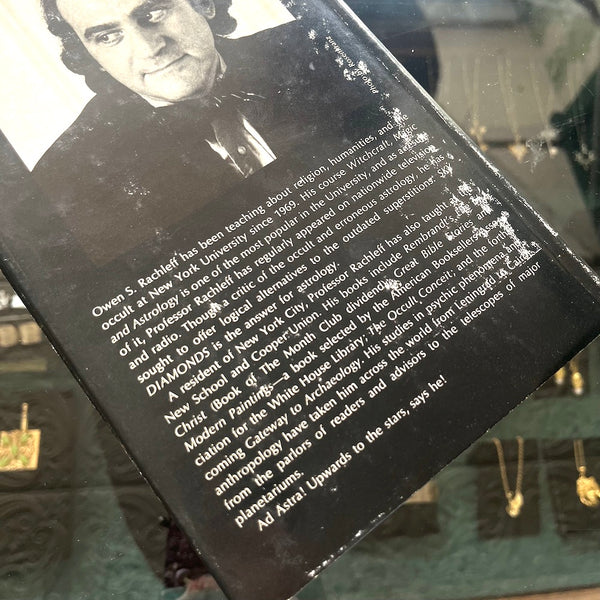 Photo by
Owen S. Rachleff has been teaching about religion, humanities, and the
occult at New York University since 1969. His course Witchcraft, Magic
and Astrology is one of the most popular in the University, and as a
of it, Professor Rachleff has regularly appeared on nationwide television
and radio. Though a critic of the occult and erroneous astrology, he has
sought to offer logical alternatives to the outdated superstitions. SKY
DIAMONDS is the answer for astrology.
A resident of New York City, Professor Rachleff has also taught at
New School and Cooper Union. His books include Rembrandt's
Christ (Book of The Month Club dividend), Great Bible Stories and
Modern Paintings—a book selected by the American Booksellers
ciation for the White House Library; The Occult Conceit; and the forth-
coming Gateway to Archaeology. His studies in psychic phenomena and
anthropology have taken him across the world from Leningrad to Cairo,
from the parlors of readers and advisors to the telescopes of major
planetariums.
Ad Astra! Upwards to the stars, says he!